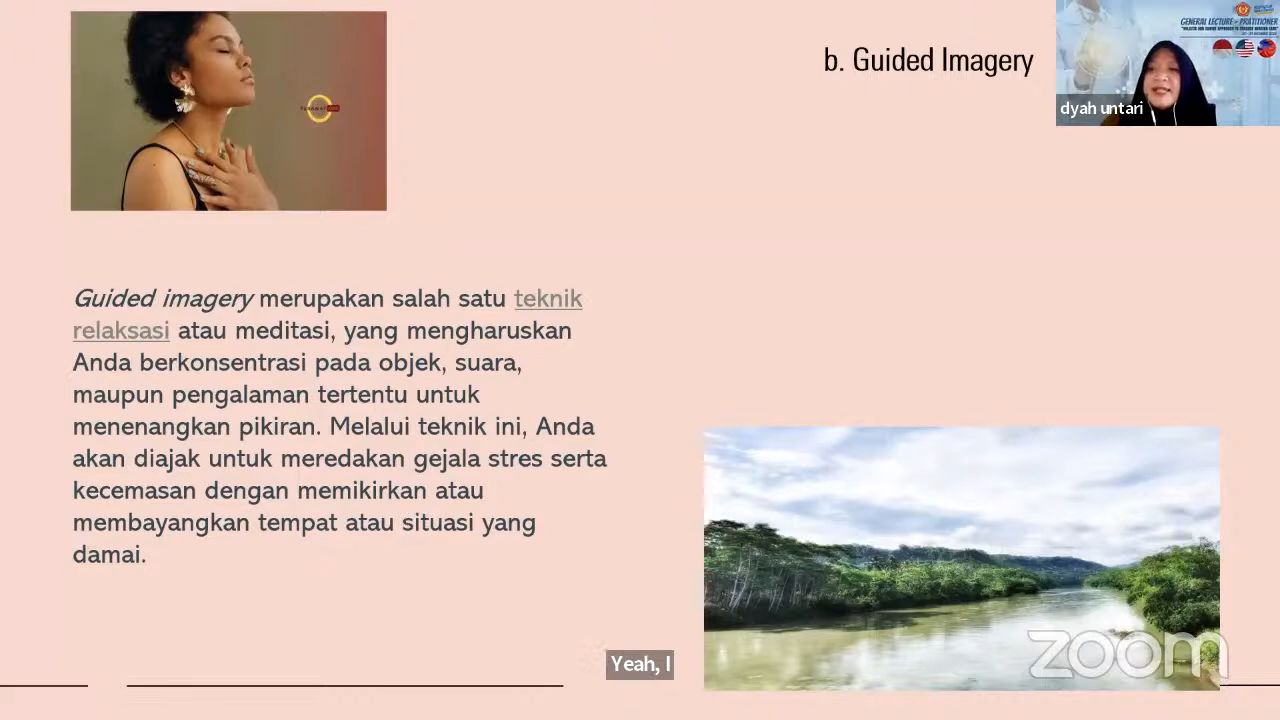 b. Guided Imagery
GENERAL LECTURE - PRATITIONER
dyah untari
Guided imagery merupakan salah satu teknik
relaksasi atau meditasi, yang mengharuskan
Anda berkonsentrasi pada objek, suara,
maupun pengalaman tertentu untuk
menenangkan pikiran. Melalui teknik ini, Anda
akan diajak untuk meredakan gejala stres serta
kecemasan dengan memikirkan atau
membayangkan tempat atau situasi yang
damai.
Yeah, I
zoom